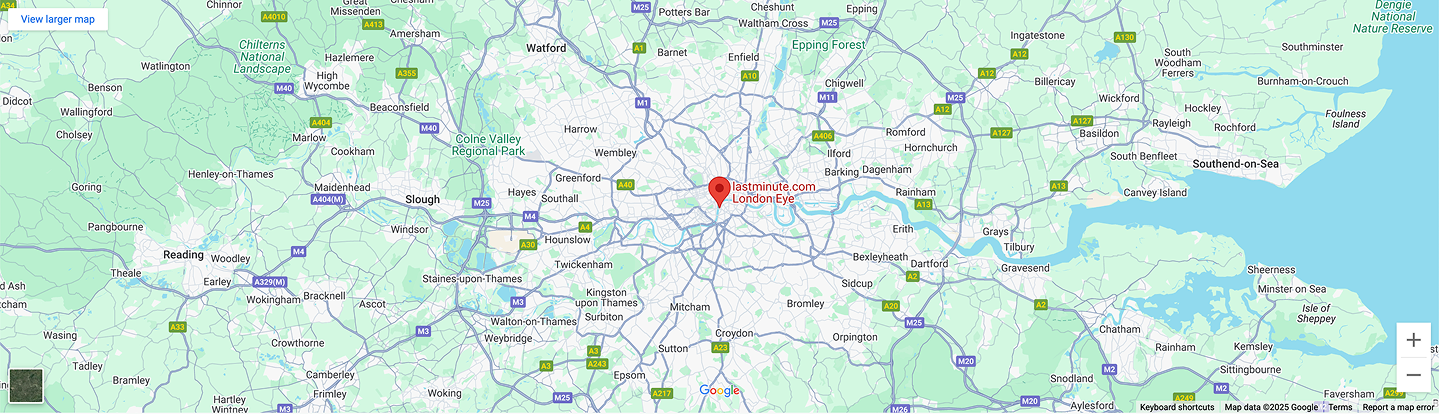 View larger map
A34
Chinnor
A4010
Great
Missenden
A413
Amersham
Chilterns
National
Landscape
Hazlemere
A355
High
Wycombe
Watlington
Benson
Didcot
Wallingford
Cholsey
M40
Beaconsfield
A404
Marlow
M40
Cookham
Goring
Henley-on-Thames
Maidenhead
A404(M)
Slough
Pangbourne
Windsor
Reading
Woodley
M4
Theale
Earley
A329(M)
Wokingham
Bracknell
Ascot
A33
M3
Wasing
Crowthorne
Tadley
Bramley
Camberley
Frimley
Hartley
Wintney
M3
Woking
M25
Potters Bar
Cheshunt
Waltham Cross
M25
Epping
Watford
A1
Barnet
Enfield
Epping Forest
A10
Chigwell
M1
M11
Colne Valley
Regional Park
Harrow
Wembley
A406
Ilford
Romford
Hornchurch
Barking
Dagenham
Greenford
A40
Hayes
Southall
M25
M4
A4
A30
Hounslow
Twickenham
Staines-upon-Thames
M3
Kingston
upon Thames
Surbiton
Walton-on-Thames
Weybridge
A3
A3
A243
Epsom
M25
A217
Sutton
Mitcham
Croydon
A23
Bromley
Orpington
Sidcup
A20
M25
Bexleyheath
Dartford
A2
Erith
Rainham
A13
lastminute.com
London Eye
Google
M26
M20
M20
Ingatestone
A12
A12
A12
M25
Billericay
A130
South
Woodham
Ferrers
Southminster
Dengie
National
Nature Reserve
Burnham-on-Crouch
Wickford
Hockley
Rayleigh
Rochford
Foulness
Island
A127
A127
Basildon
South Benfleet
Southend-on-Sea
A13
Canvey Island
Grays
Tilbury
Gravesend
A2
Sheerness
Minster on Sea
Isle of
Sheppey
Chatham
Rainham
Kemsley
Sittingbourne
Snodland
M2
M2
A249
Faversham
A299
Keyboard shortcuts
Map data ©2025 Google
Terms
Report a map error